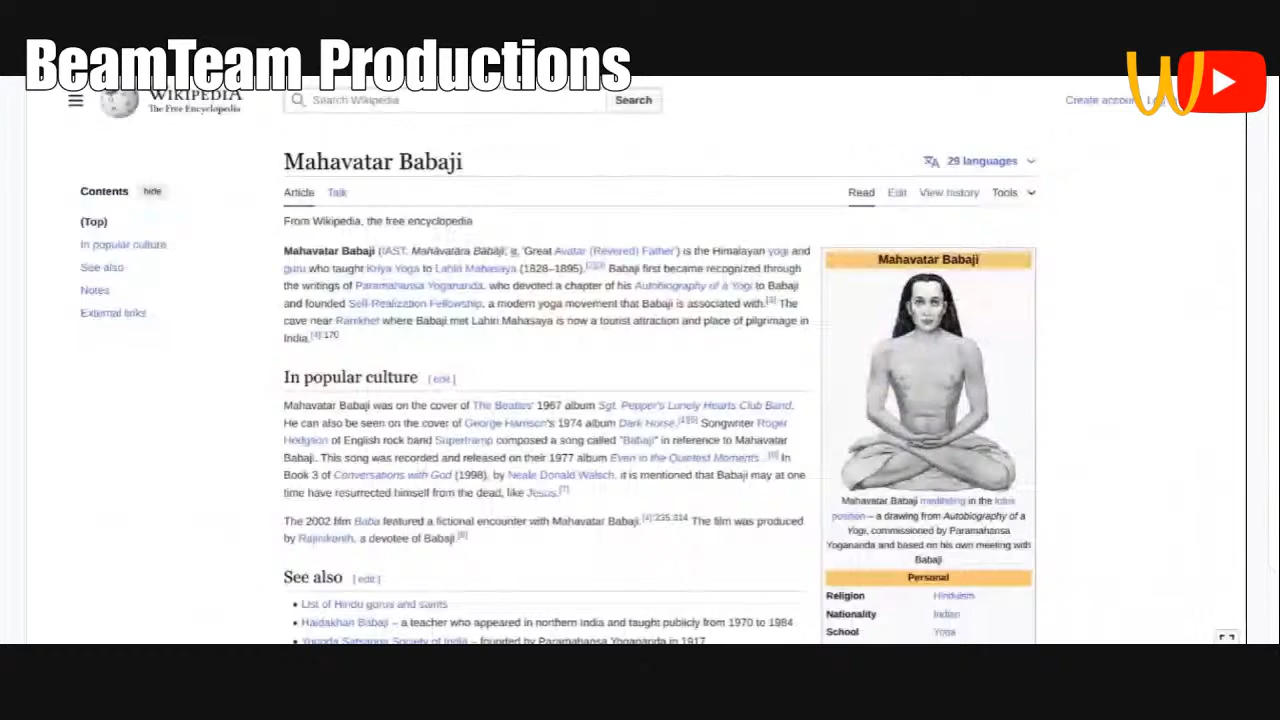 BeamTeam Productions
WIKIPEDIA
The Free Encyclopedia
Search Wikipedia
Search
Create account
Mahavatar Babaji
29 languages
Contents
hide
Article
Talk
Read
Edit
View history
Tools
(Top)
In popular culture
See also
Notes
External links
From Wikipedia, the free encyclopedia
Mahavatar Babaji (IAST: Mahāvatāra Bābājī; lit. 'Great Avatar (Revered) Father') is the Himalayan yogi and
guru who taught Kriya Yoga to Lahiri Mahasaya (1828–1895).[2][3] Babaji first became recognized through
the writings of Paramahansa Yogananda, who devoted a chapter of his Autobiography of a Yogi to Babaji
and founded Self-Realization Fellowship, a modern yoga movement that Babaji is associated with.[3] The
cave near Ranikhet where Babaji met Lahiri Mahasaya is now a tourist attraction and place of pilgrimage in
India.[4]:170
In popular culture [ edit ]
Mahavatar Babaji was on the cover of The Beatles' 1967 album Sgt. Pepper's Lonely Hearts Club Band.
He can also be seen on the cover of George Harrison's 1974 album Dark Horse.[4][5] Songwriter Roger
Hodgson of English rock band Supertramp composed a song called "Babaji" in reference to Mahavatar
Babaji. This song was recorded and released on their 1977 album Even in the Quietest Moments...[6] In
Book 3 of Conversations with God (1998), by Neale Donald Walsch, it is mentioned that Babaji may at one
time have resurrected himself from the dead, like Jesus.[7]
The 2002 film Baba featured a fictional encounter with Mahavatar Babaji.[4]:235,314 The film was produced
by Rajinikanth, a devotee of Babaji.[8]
See also [ edit ]
• List of Hindu gurus and saints
• Haidakhan Babaji – a teacher who appeared in northern India and taught publicly from 1970 to 1984
• Yogoda Satsanga Society of India – founded by Paramahansa Yogananda in 1917
Mahavatar Babaji
Mahavatar Babaji meditating in the lotus
position – a drawing from Autobiography of a
Yogi, commissioned by Paramahansa
Yogananda and based on his own meeting with
Babaji
Personal
Religion Hinduism
Nationality Indian
School Yoga